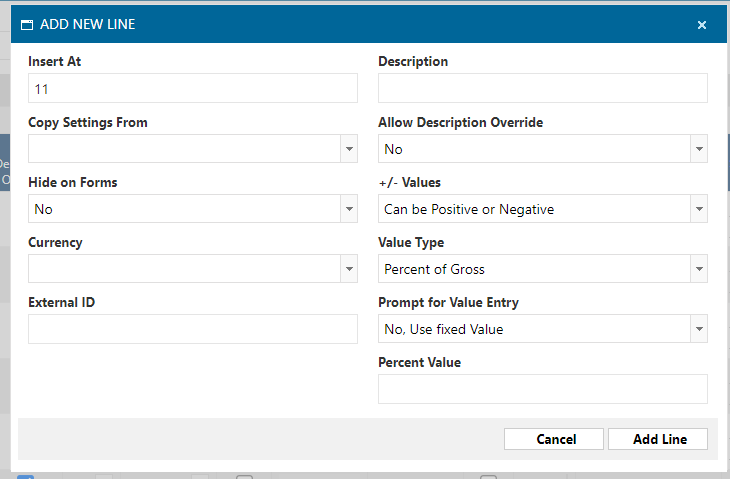 ADD NEW LINE
Insert At
Description
11
Copy Settings From
Allow Description Override
No
Hide on Forms
+/- Values
No
Can be Positive or Negative
Currency
Value Type
Percent of Gross
External ID
Prompt for Value Entry
No, Use fixed Value
Percent Value
Cancel
Add Line